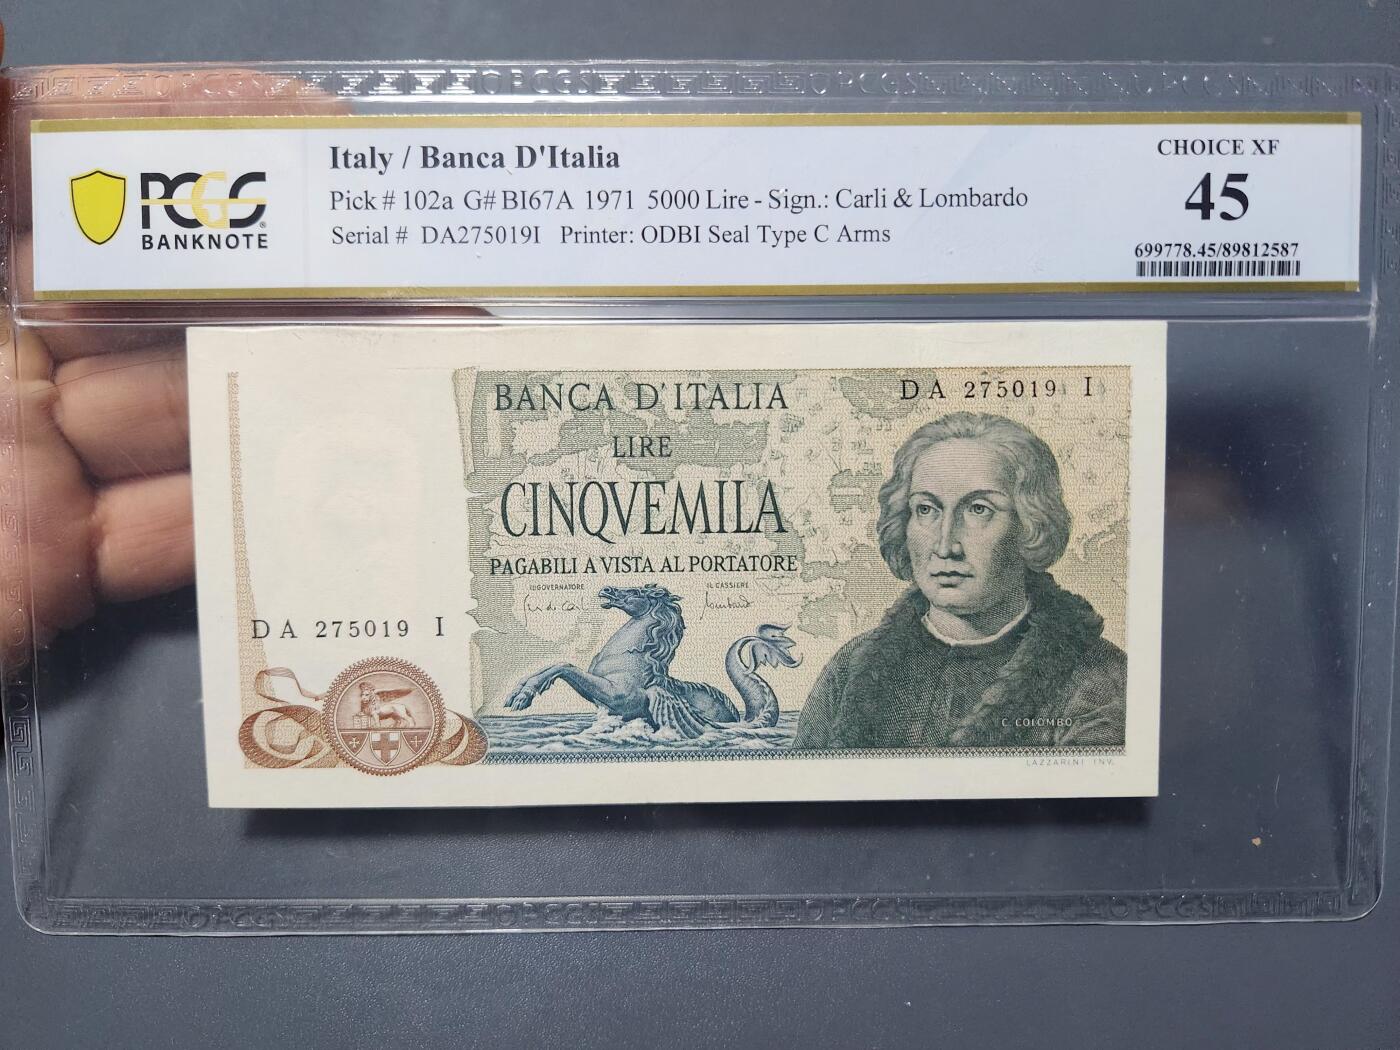 PCGS
BANKNOTE
Italy / Banca D'Italia
Pick # 102a G# BI67A 1971 5000 Lire - Sign.: Carli & Lombardo
Serial # DA275019I Printer: ODBI Seal Type C Arms
CHOICE XF
45
699778.45/89812587
BANCA D'ITALIA
DA 275019 I
LIRE
CINQVEMILA
PAGABILI A VISTA AL PORTATORE
IL GOVERNATORE
IL CASSIERE
DA 275019 I
C. COLOMBO
LAZZARINI INV.